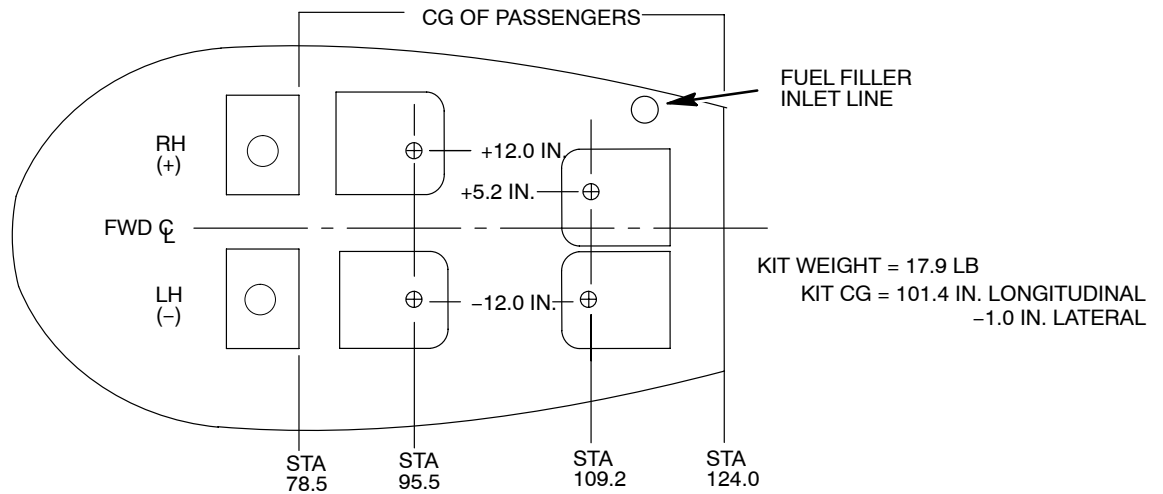 CG OF PASSENGERS
FUEL FILLER
INLET LINE
RH
(+)
+12.0 IN.
+5.2 IN.
FWD ℄
KIT WEIGHT = 17.9 LB
KIT CG = 101.4 IN. LONGITUDINAL
−1.0 IN. LATERAL
LH
(−)
−12.0 IN.
STA
78.5
STA
95.5
STA
109.2
STA
124.0